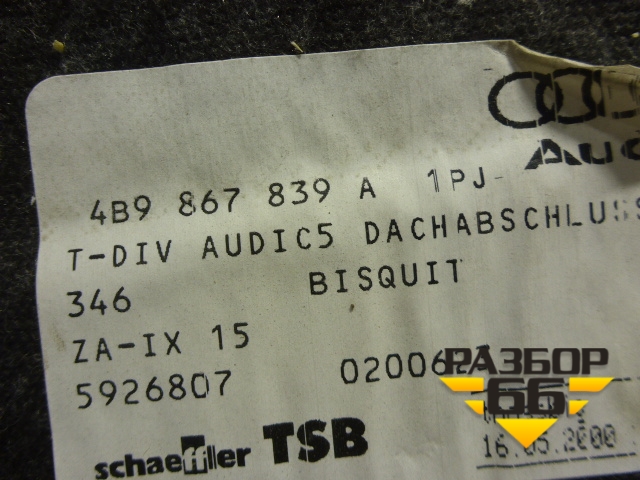 AUD
4B9 867 839 A 1PJ-
T-DIV AUDIC5 DACHABSCHLUSS
346 BISQUIT
ZA-IX 15
5926807 02006
РАЗБОР
66
schaeffler TSB
16.05.2000